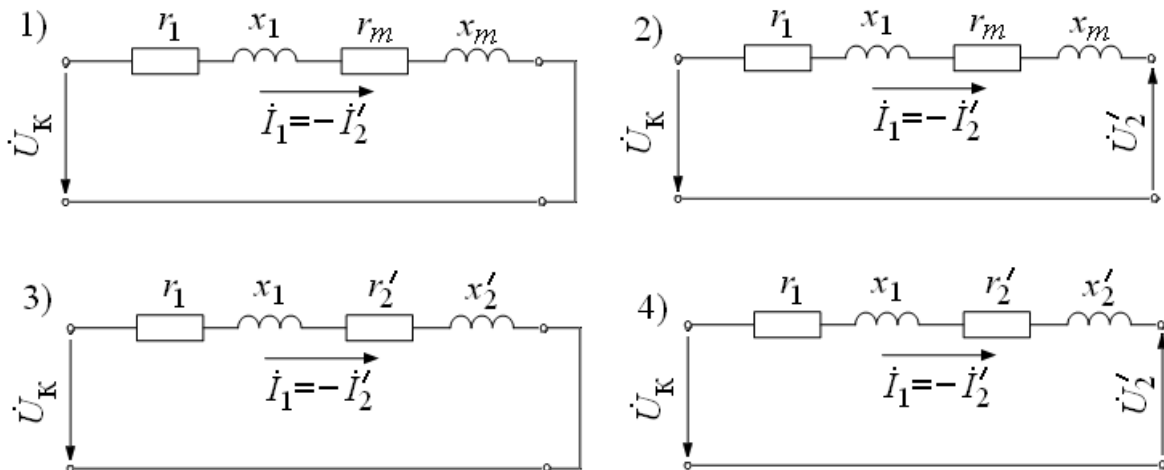 1) r₁ x₁ rₘ xₘ
U̇к İ₁=−İ₂′
2) r₁ x₁ rₘ xₘ
U̇к İ₁=−İ₂′ U̇₂′
3) r₁ x₁ r₂′ x₂′
U̇к İ₁=−İ₂′
4) r₁ x₁ r₂′ x₂′
U̇к İ₁=−İ₂′ U̇₂′